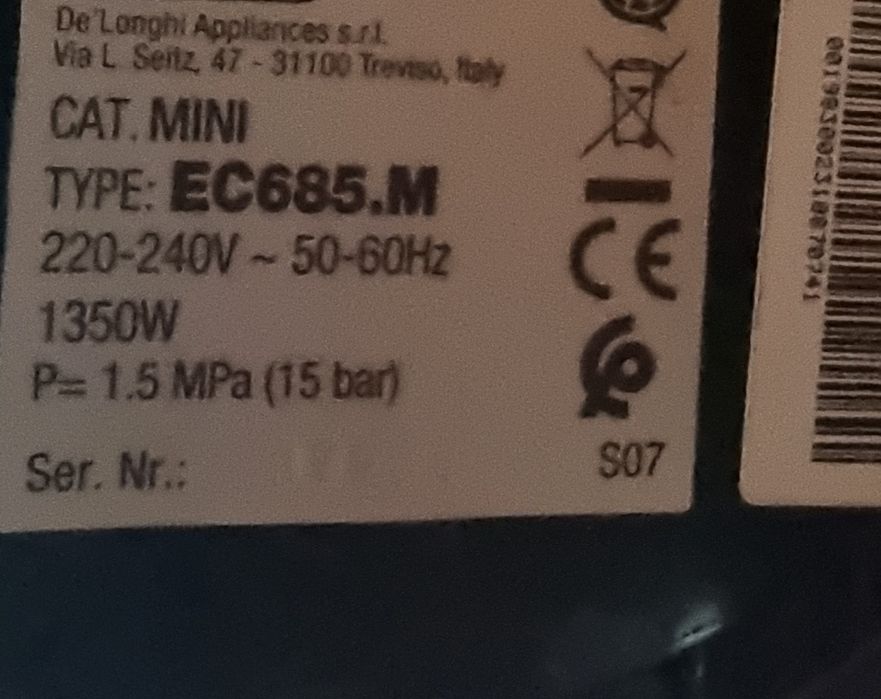 De'Longhi Appliances s.r.l.
Via L. Seitz, 47 - 31100 Treviso, Italy
CAT. MINI
TYPE: EC685.M
220-240V ~ 50-60Hz
1350W
P= 1.5 MPa (15 bar)
Ser. Nr.:
CE
S07